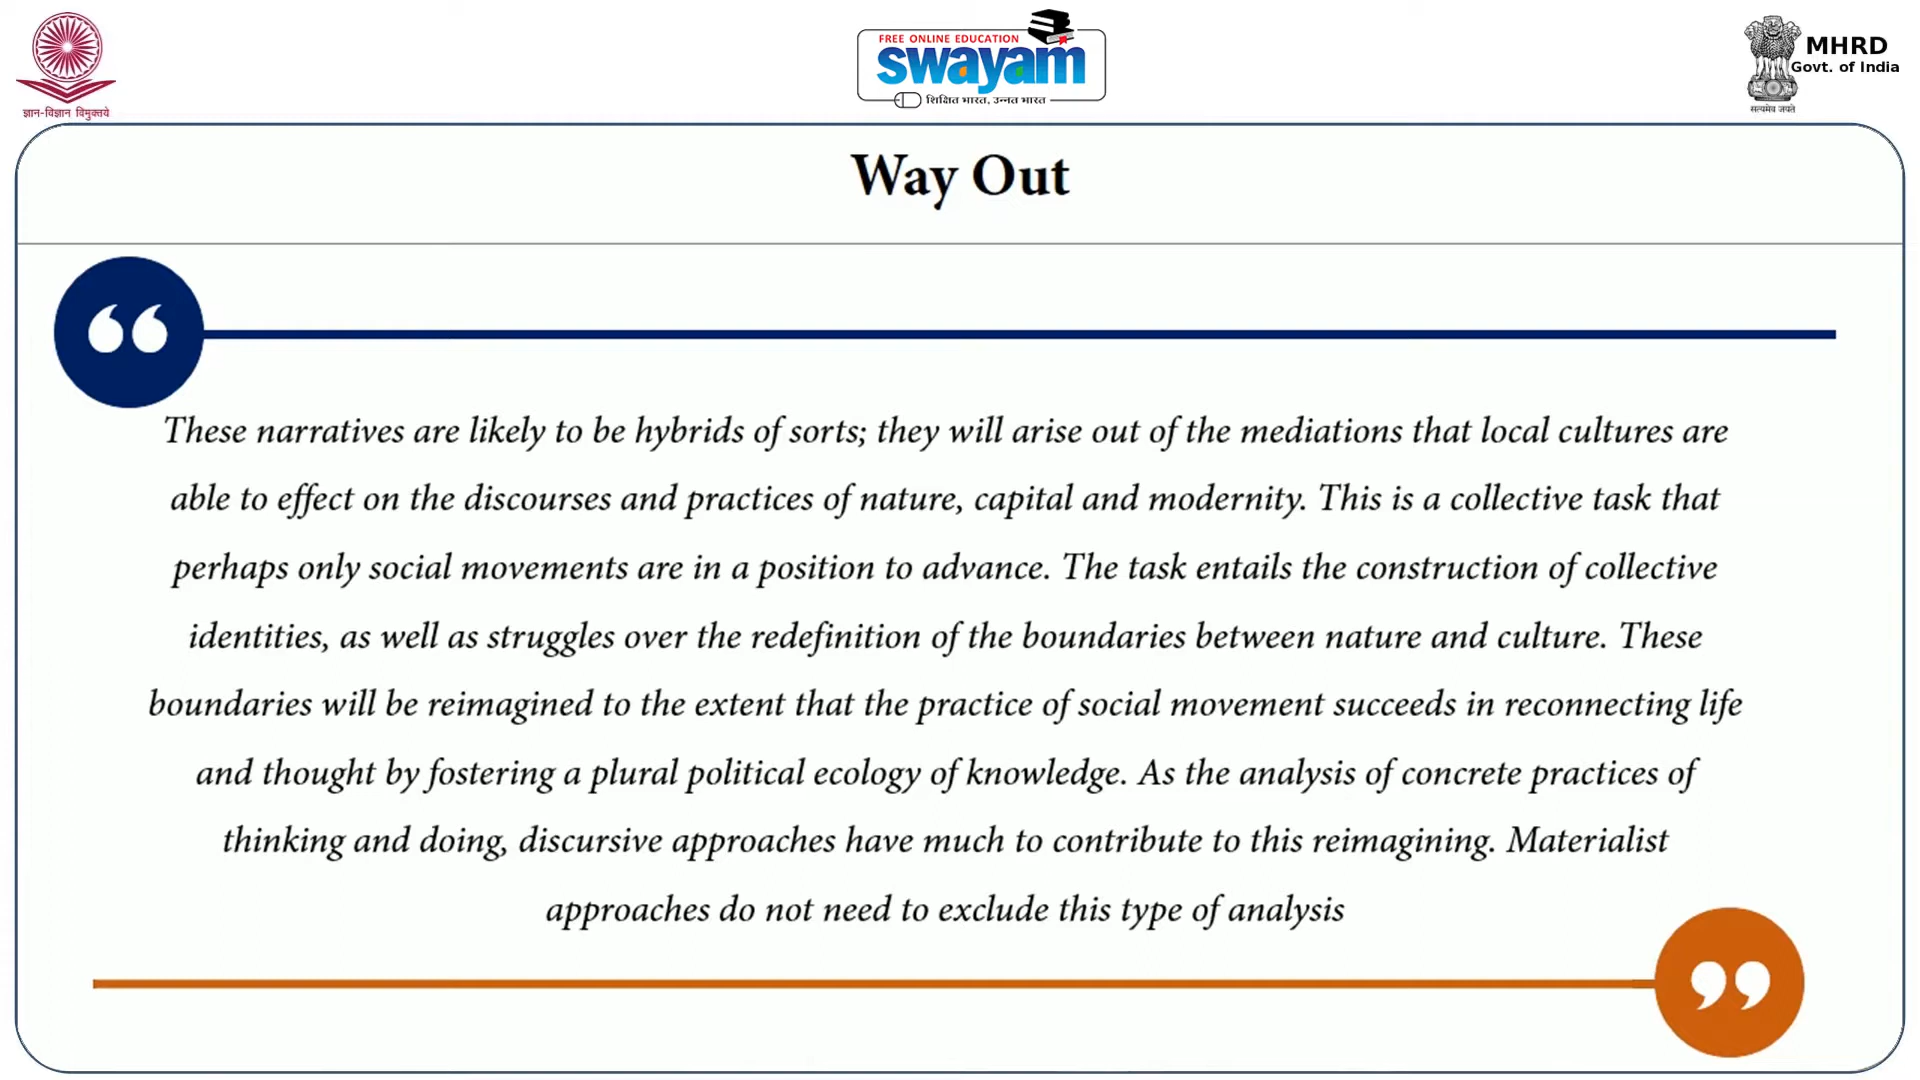 ज्ञान-विज्ञान विमुक्तये
FREE ONLINE EDUCATION
swayam
शिक्षित भारत, उन्नत भारत
सत्यमेव जयते
MHRD
Govt. of India
Way Out
“
These narratives are likely to be hybrids of sorts; they will arise out of the mediations that local cultures are
able to effect on the discourses and practices of nature, capital and modernity. This is a collective task that
perhaps only social movements are in a position to advance. The task entails the construction of collective
identities, as well as struggles over the redefinition of the boundaries between nature and culture. These
boundaries will be reimagined to the extent that the practice of social movement succeeds in reconnecting life
and thought by fostering a plural political ecology of knowledge. As the analysis of concrete practices of
thinking and doing, discursive approaches have much to contribute to this reimagining. Materialist
approaches do not need to exclude this type of analysis
”